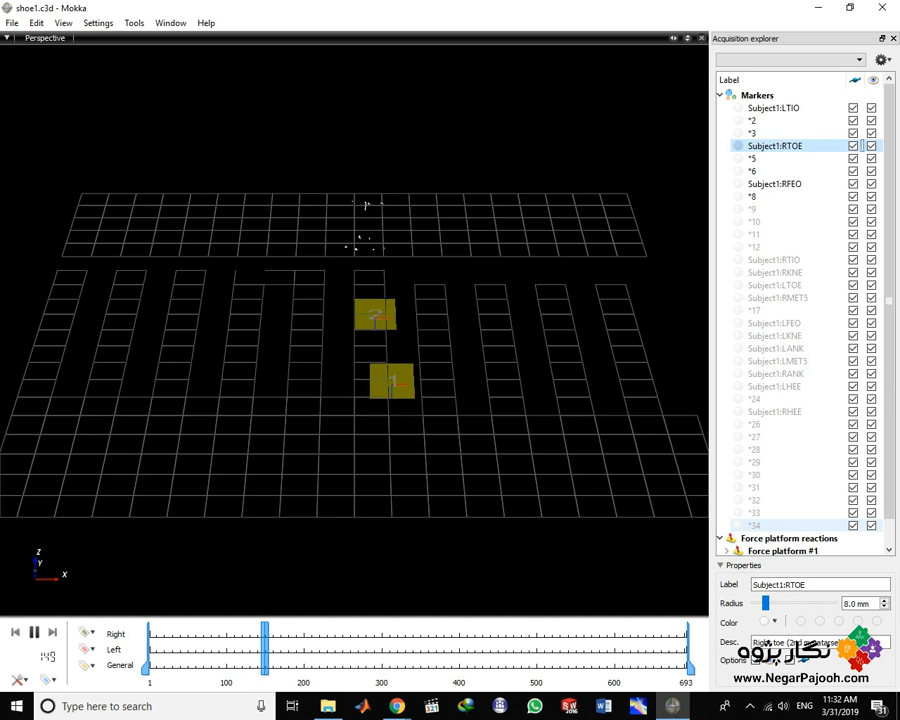 shoe1.c3d - Mokka
File Edit View Settings Tools Window Help
Perspective
Acquisition explorer
Label
Markers
Subject1:LTIO
*2
*3
Subject1:RTOE
*5
*6
Subject1:RFEO
*8
*9
*10
*11
*12
Subject1:RTIO
Subject1:RKNE
Subject1:LTOE
Subject1:RMET5
*17
Subject1:LFEO
Subject1:LKNE
Subject1:LANK
Subject1:LMET5
Subject1:RANK
Subject1:LHEE
*24
Subject1:RHEE
*26
*27
*28
*29
*30
*31
*32
*33
*34
Force platform reactions
Force platform #1
Properties
Label Subject1:RTOE
Radius 8.0 mm
Color
Desc.
Options
نگار پژوه
www.NegarPajooh.com
2
1
Z
Y
X
Right
Left
General
149
1 100 200 300 400 500 600 693
Type here to search
11:32 AM
3/31/2019
31